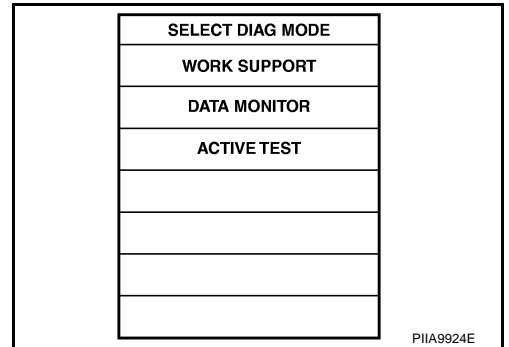 SELECT DIAG MODE
WORK SUPPORT
DATA MONITOR
ACTIVE TEST
PIIA9924E